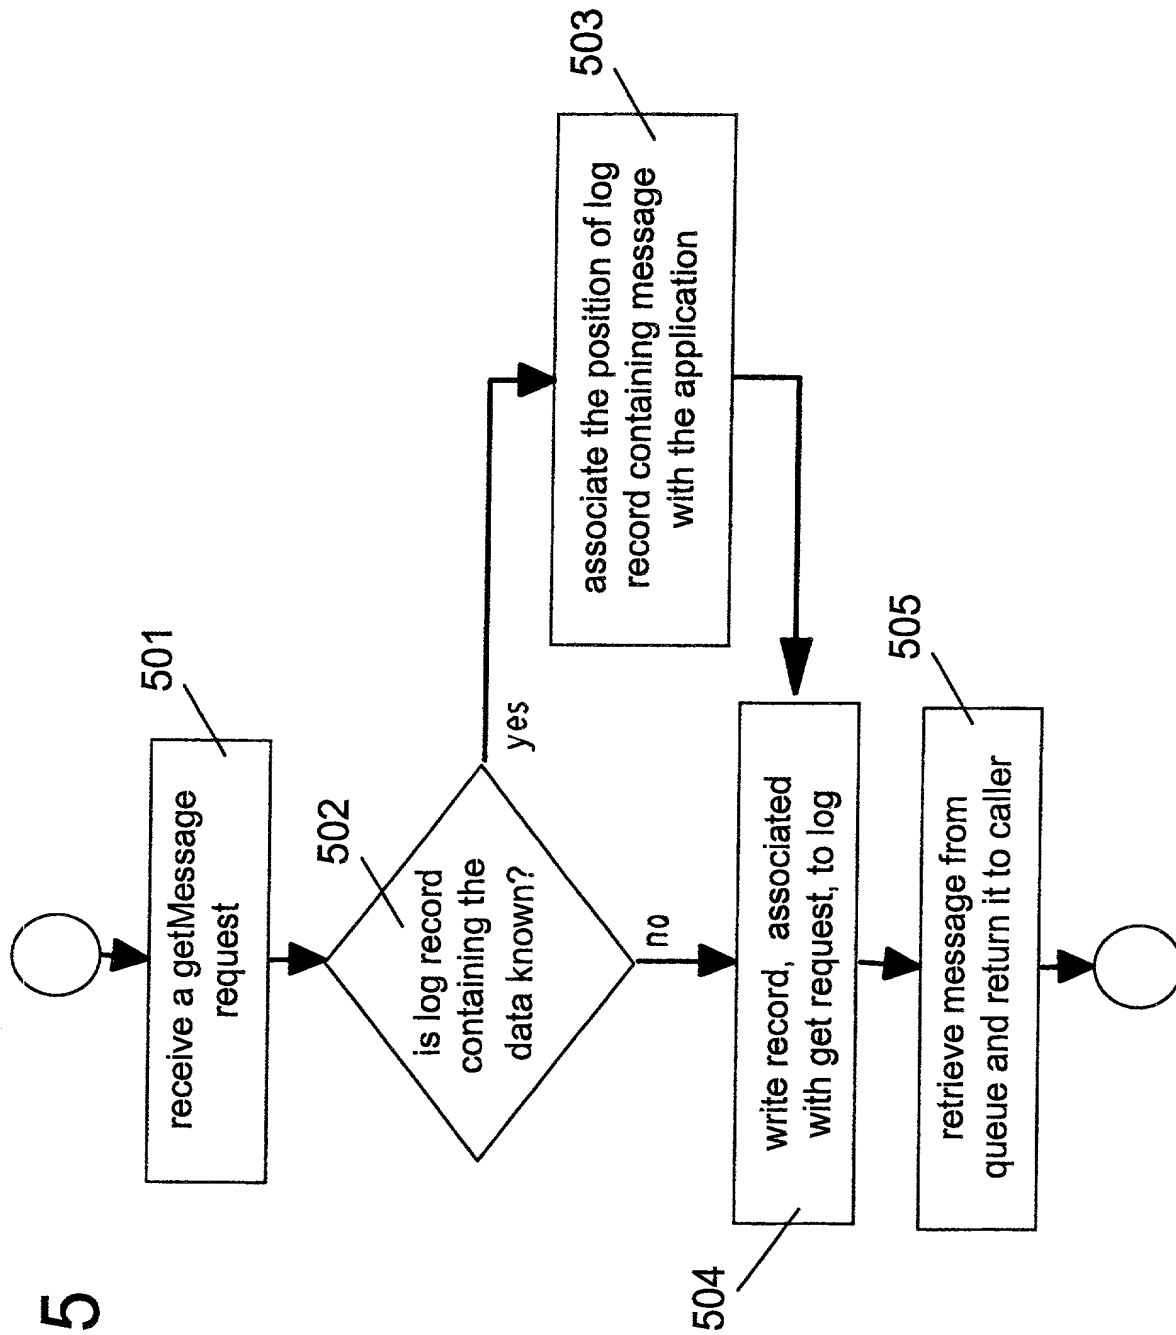 5
501
receive a getMessage
request
502
is log record
containing the
data known?
yes
no
503
associate the position of log
record containing message
with the application
504
write record, associated
with get request, to log
505
retrieve message from
queue and return it to caller